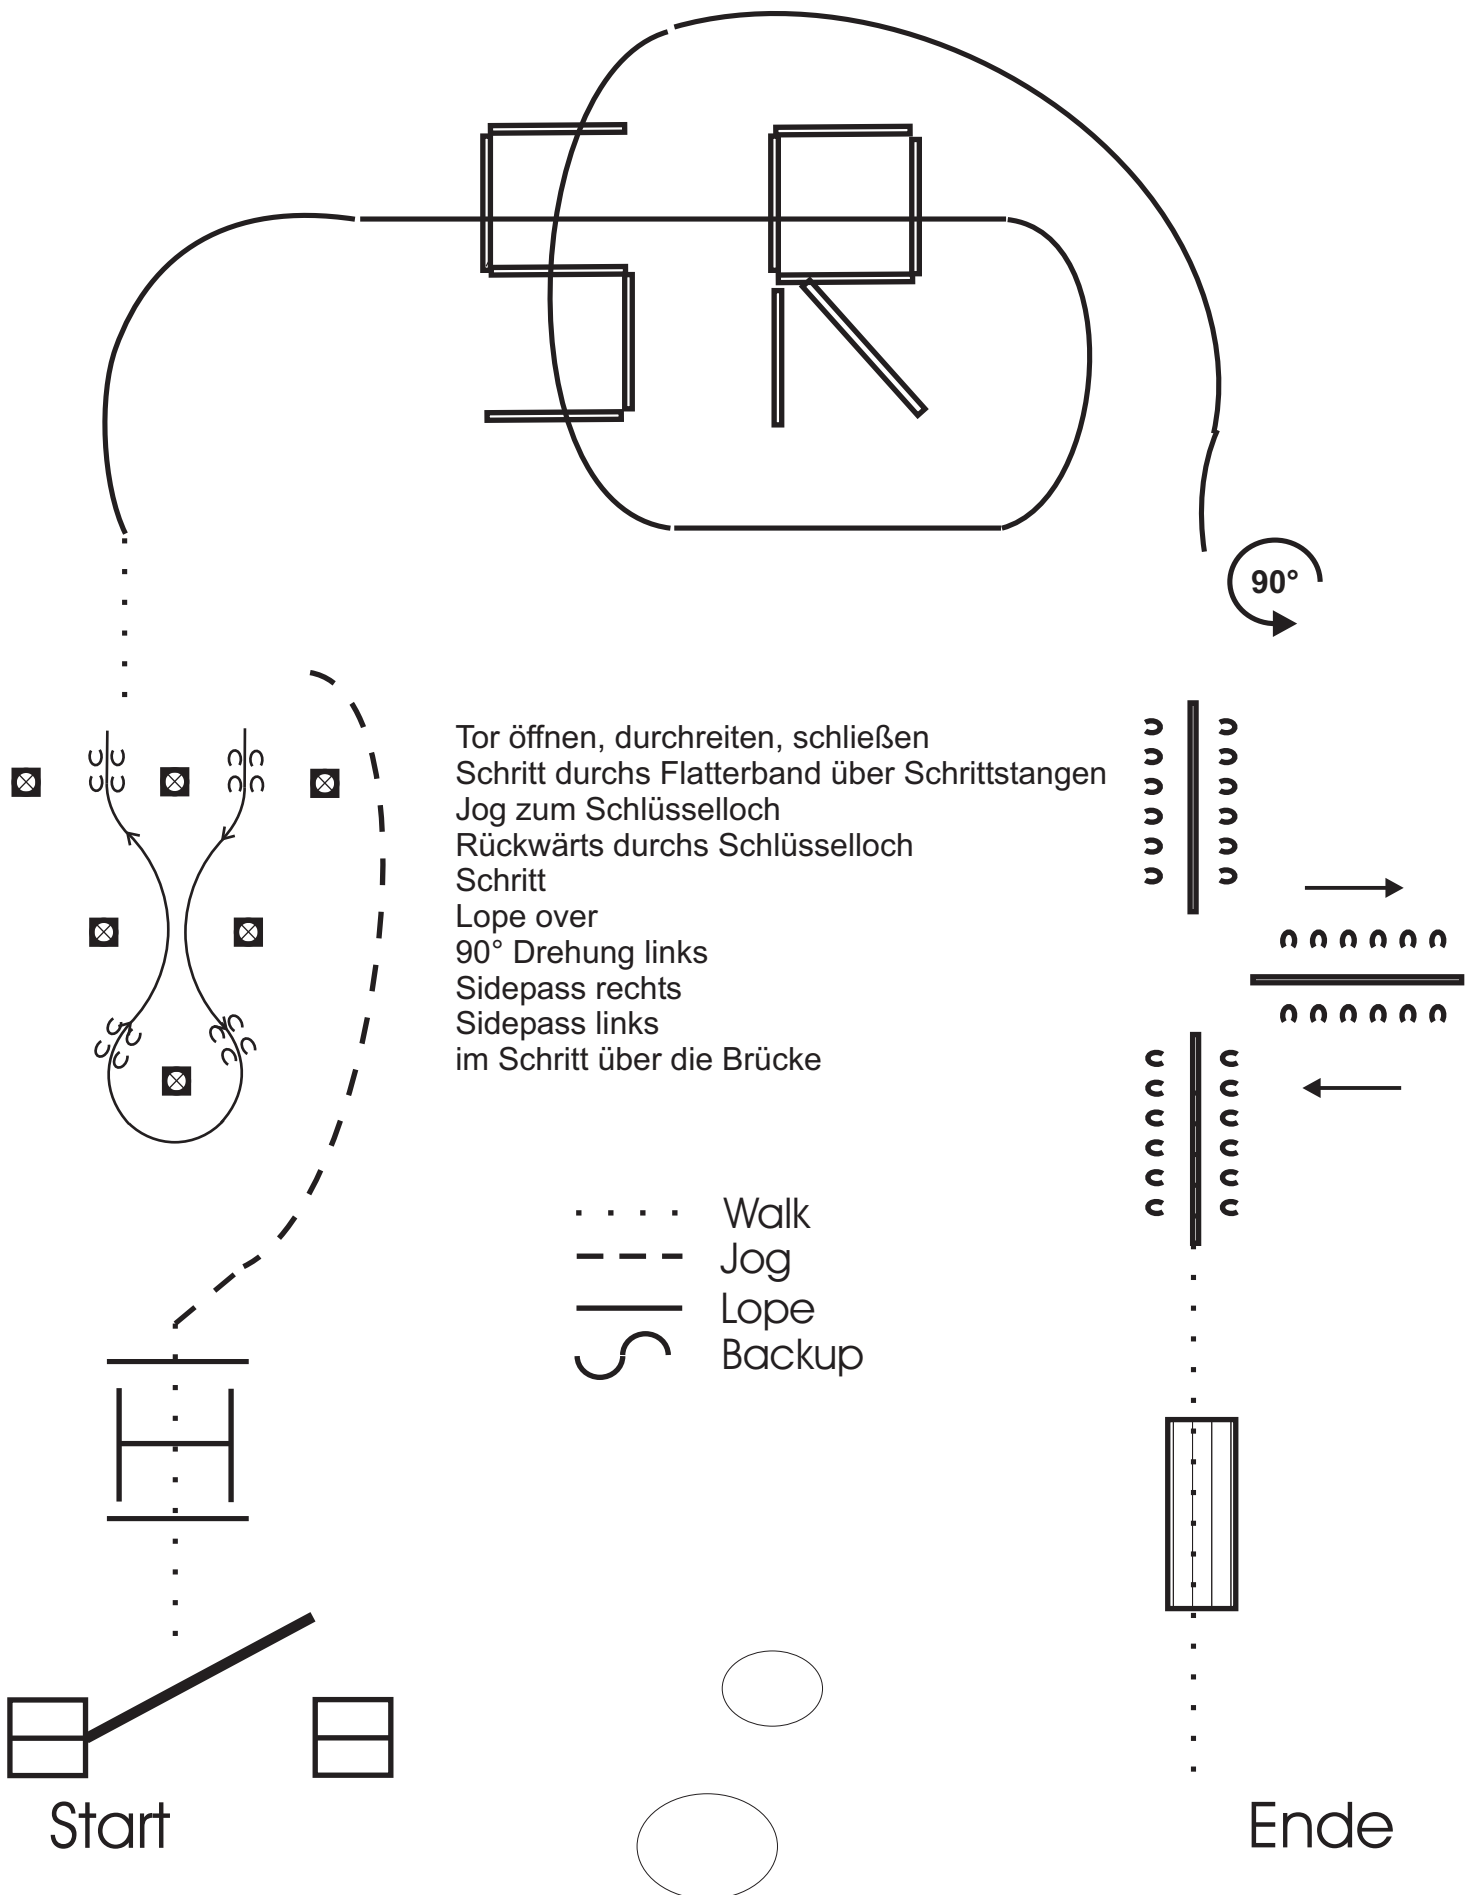 90°
Tor öffnen, durchreiten, schließen
Schritt durchs Flatterband über Schrittstangen
Jog zum Schlüsselloch
Rückwärts durchs Schlüsselloch
Schritt
Lope over
90° Drehung links
Sidepass rechts
Sidepass links
im Schritt über die Brücke
Walk
Jog
Lope
Backup
Start
Ende